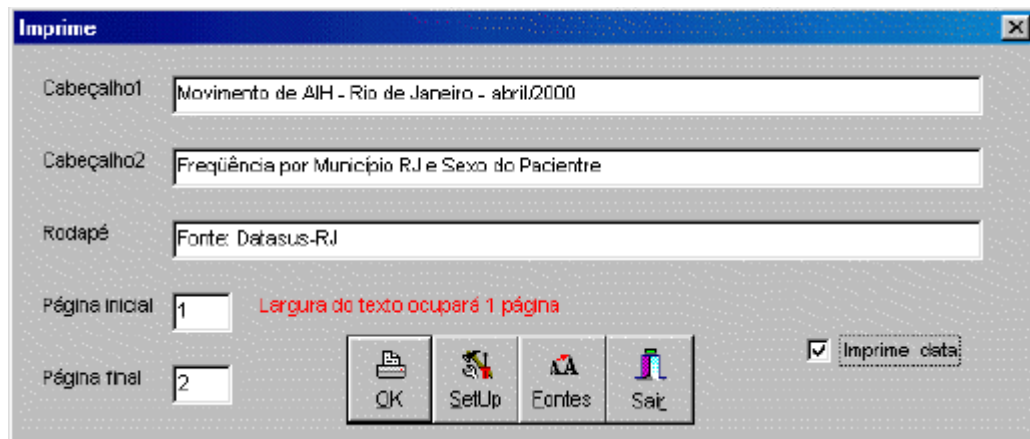 Imprime
Cabeçalho1
Movimento de AIH - Rio de Janeiro - abril/2000
Cabeçalho2
Freqüência por Município RJ e Sexo do Pacientre
Rodapé
Fonte: Datasus-RJ
Página inicial
1
Largura do texto ocupará 1 página
Imprime data
Página final
2
OK
SetUp
Fontes
Sair